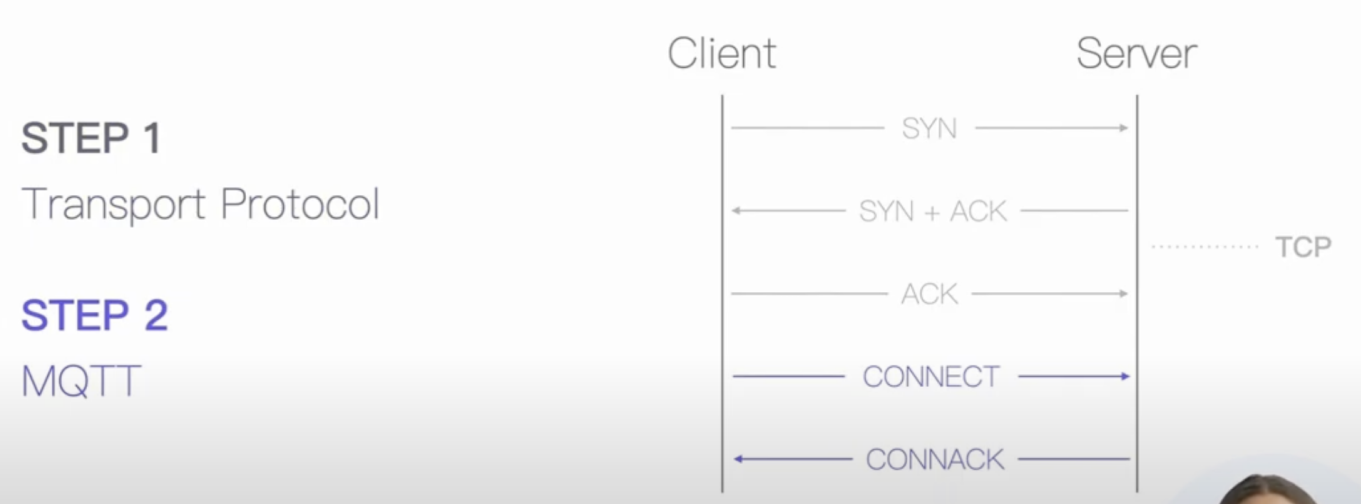 Client
Server
STEP 1
Transport Protocol
STEP 2
MQTT
SYN
SYN + ACK
TCP
ACK
CONNECT
CONNACK